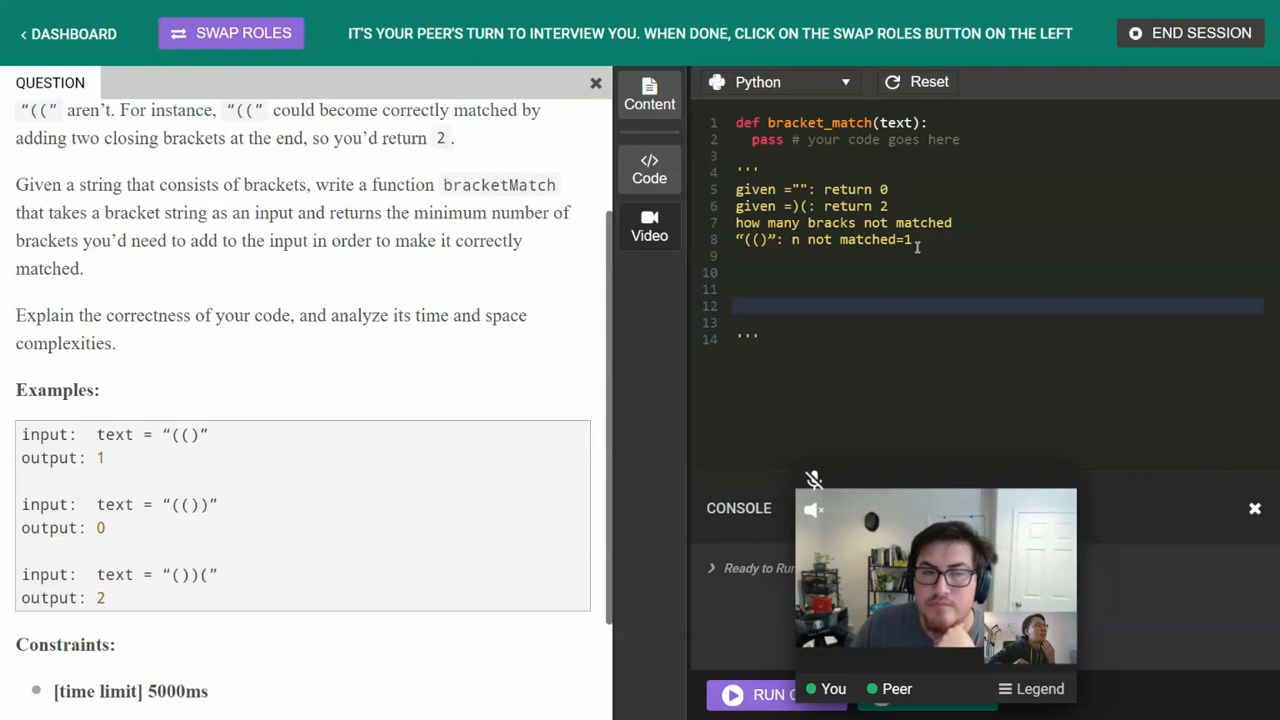 DASHBOARD
SWAP ROLES
IT'S YOUR PEER'S TURN TO INTERVIEW YOU. WHEN DONE, CLICK ON THE SWAP ROLES BUTTON ON THE LEFT
END SESSION
QUESTION
“((” aren’t. For instance, “((” could become correctly matched by
adding two closing brackets at the end, so you’d return 2.
Given a string that consists of brackets, write a function bracketMatch
that takes a bracket string as an input and returns the minimum number of
brackets you’d need to add to the input in order to make it correctly
matched.
Explain the correctness of your code, and analyze its time and space
complexities.
Examples:
input: text = “(()”
output: 1
input: text = “(())”
output: 0
input: text = “())(”
output: 2
Constraints:
[time limit] 5000ms
Content
Code
Video
Python
Reset
1 def bracket_match(text):
2 pass # your code goes here
3
4 '''
5 given ="": return 0
6 given =)(: return 2
7 how many bracks not matched
8 “(()”: n not matched=1
9
10
11
12
13
14 '''
CONSOLE
Ready to Run
RUN
You
Peer
Legend